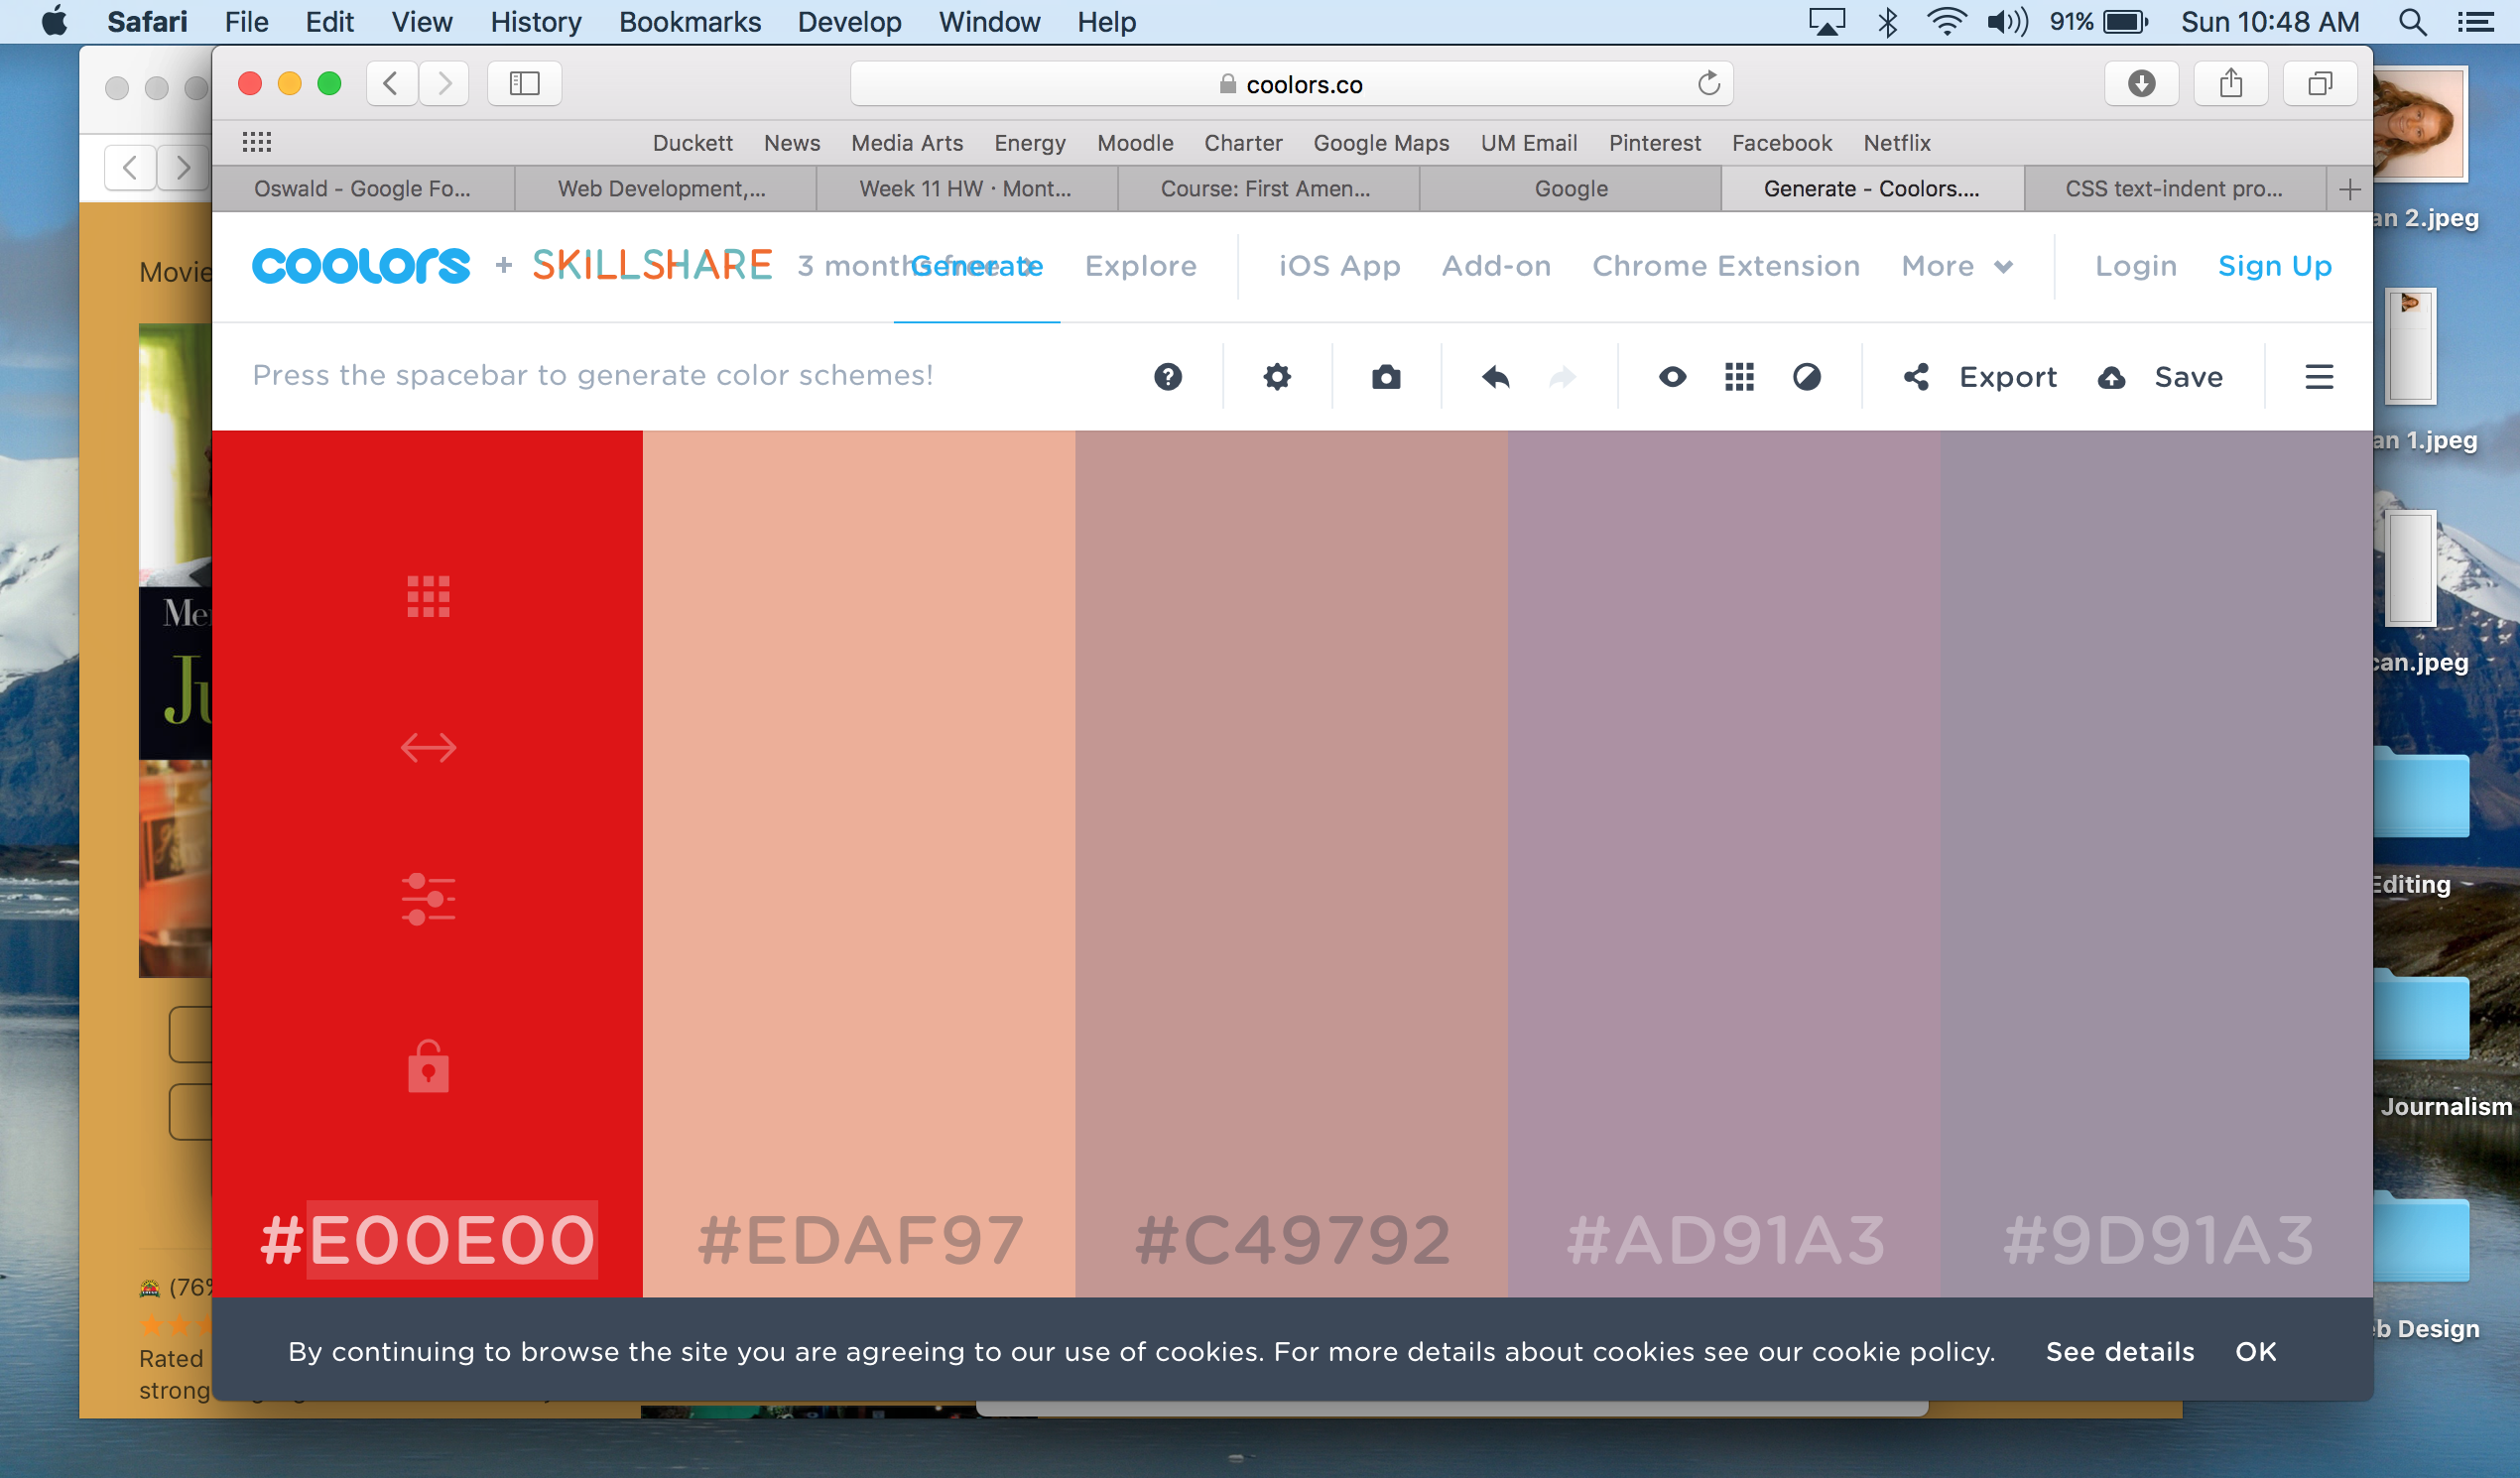 Safari File Edit View History Bookmarks Develop Window Help 91% Sun 10:48 AM
coolors.co
Duckett News Media Arts Energy Moodle Charter Google Maps UM Email Pinterest Facebook Netflix
Oswald - Google Fo... Web Development,... Week 11 HW · Mont... Course: First Amen... Google Generate - Coolors.... CSS text-indent pro...
coolors + SKILLSHARE 3 months free Generate Explore iOS App Add-on Chrome Extension More Login Sign Up
Press the spacebar to generate color schemes! Export Save
#E00E00 #EDAF97 #C49792 #AD91A3 #9D91A3
By continuing to browse the site you are agreeing to our use of cookies. For more details about cookies see our cookie policy. See details OK
Movie
Me
Ju
(76%
Rated
strong
an 2.jpeg
an 1.jpeg
can.jpeg
Editing
Journalism
b Design